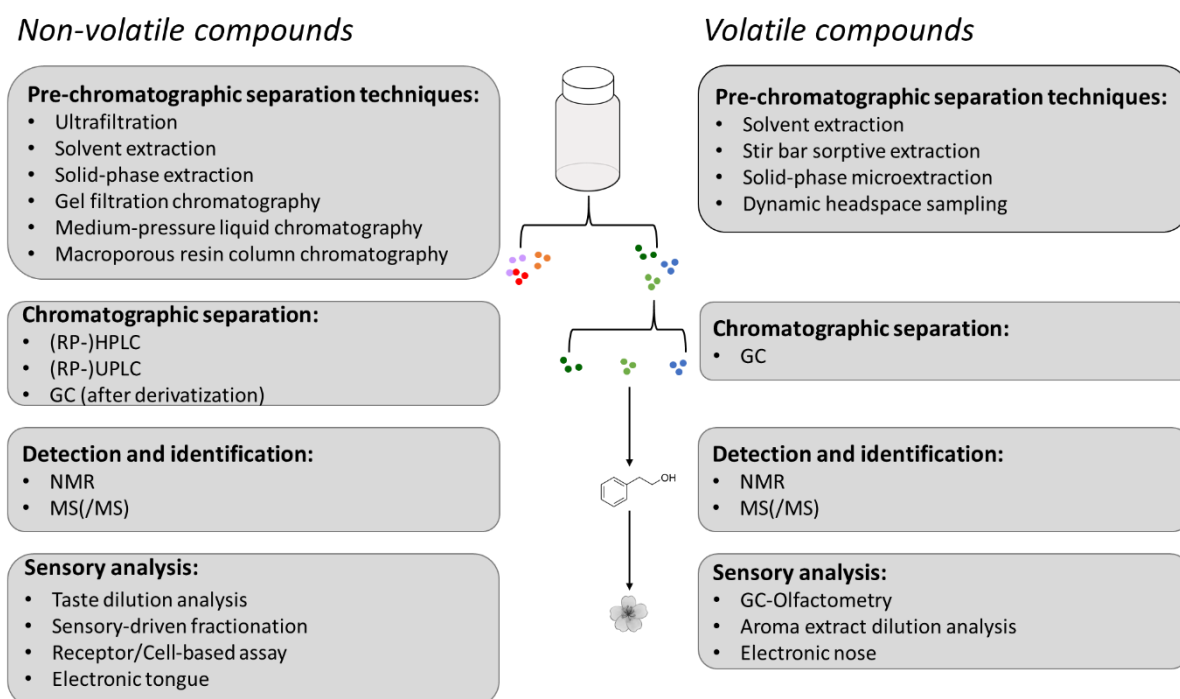 Non-volatile compounds
Pre-chromatographic separation techniques:
• Ultrafiltration
• Solvent extraction
• Solid-phase extraction
• Gel filtration chromatography
• Medium-pressure liquid chromatography
• Macroporous resin column chromatography
Chromatographic separation:
• (RP-)HPLC
• (RP-)UPLC
• GC (after derivatization)
Detection and identification:
• NMR
• MS(/MS)
Sensory analysis:
• Taste dilution analysis
• Sensory-driven fractionation
• Receptor/Cell-based assay
• Electronic tongue
OH
Volatile compounds
Pre-chromatographic separation techniques:
• Solvent extraction
• Stir bar sorptive extraction
• Solid-phase microextraction
• Dynamic headspace sampling
Chromatographic separation:
• GC
Detection and identification:
• NMR
• MS(/MS)
Sensory analysis:
• GC-Olfactometry
• Aroma extract dilution analysis
• Electronic nose